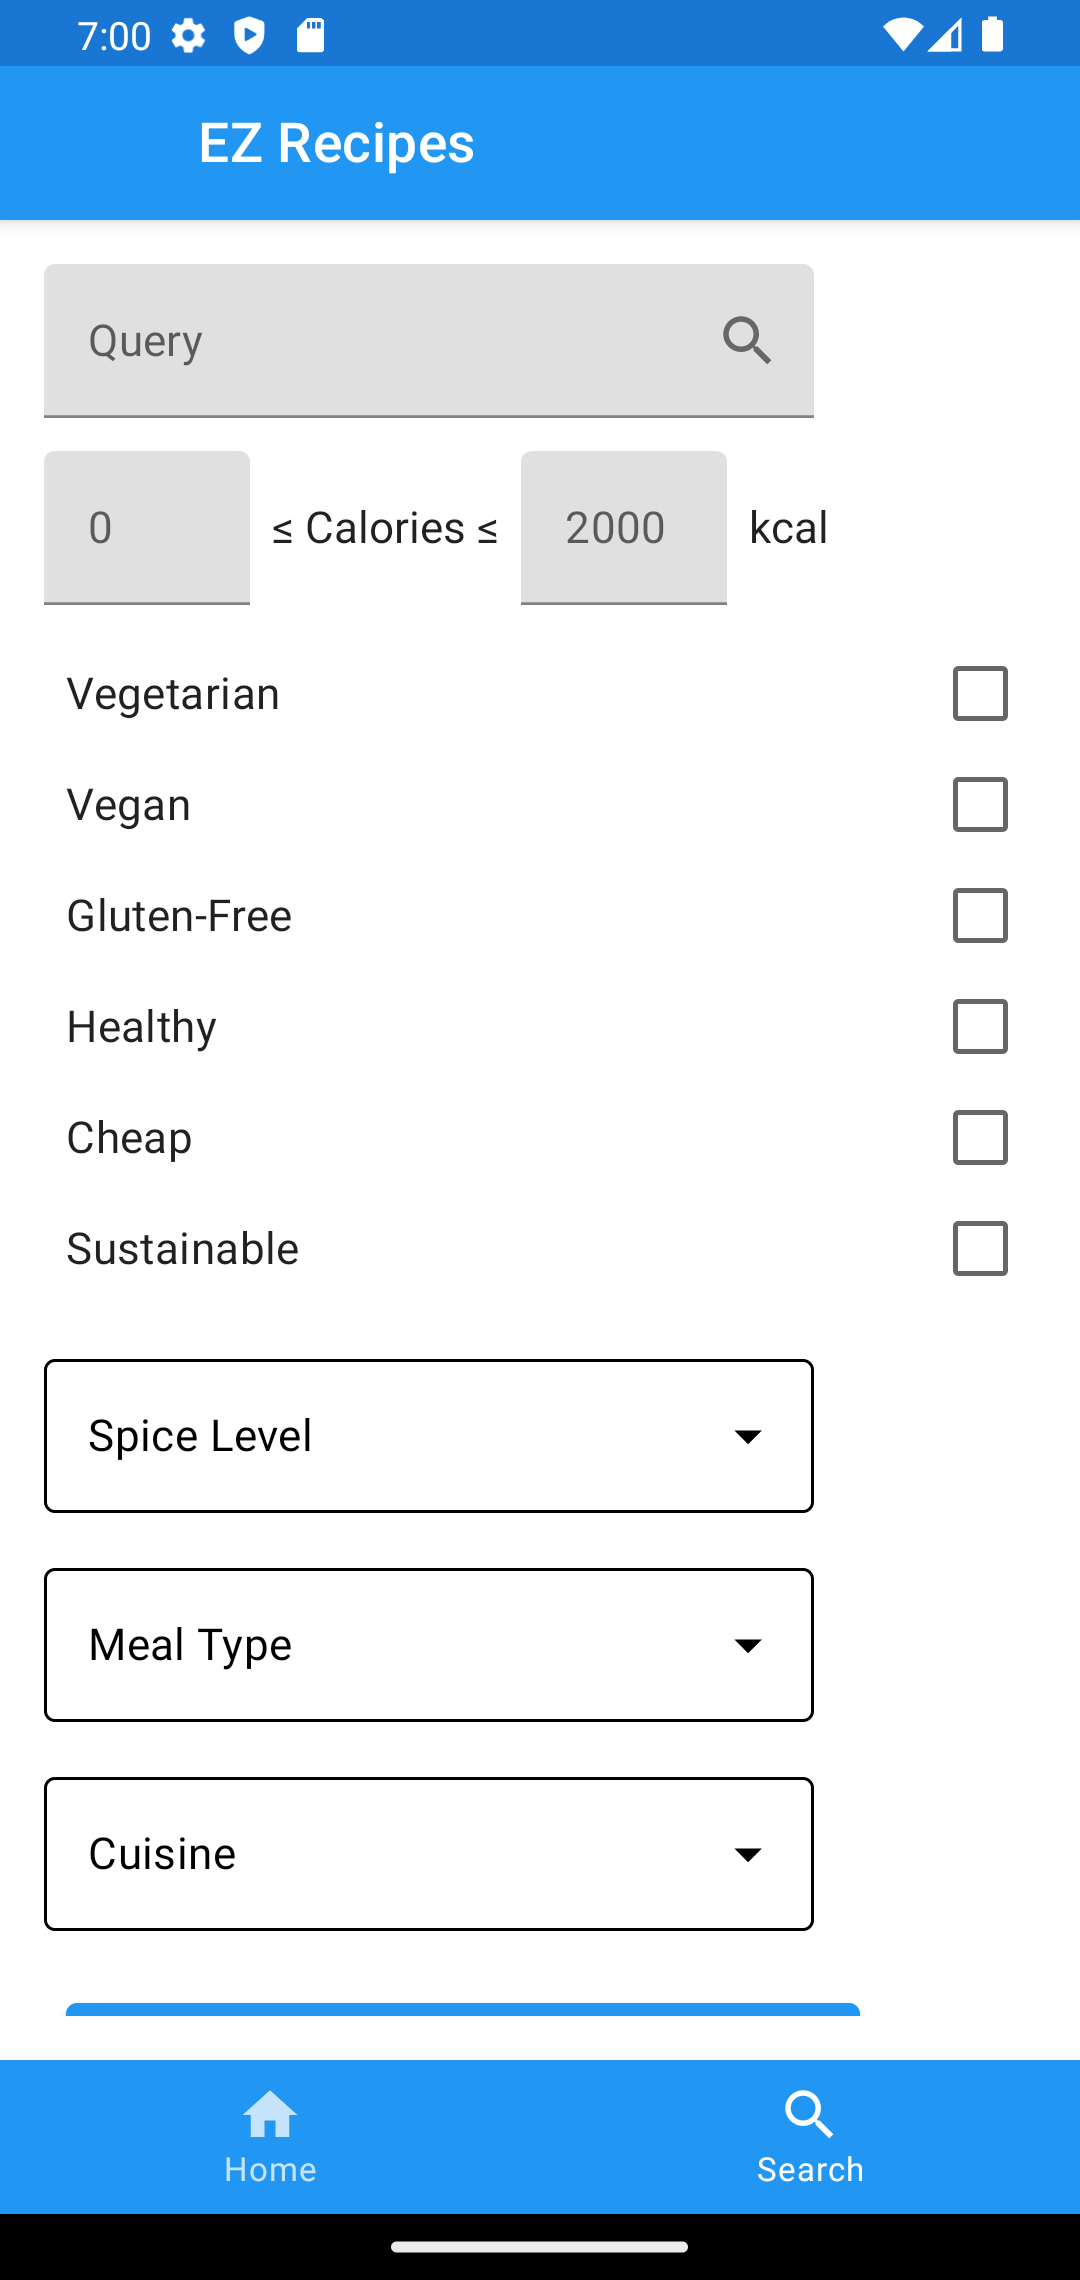 7:00
EZ Recipes
Query
0 ≤ Calories ≤ 2000 kcal
Vegetarian
Vegan
Gluten-Free
Healthy
Cheap
Sustainable
Spice Level
Meal Type
Cuisine
Home Search